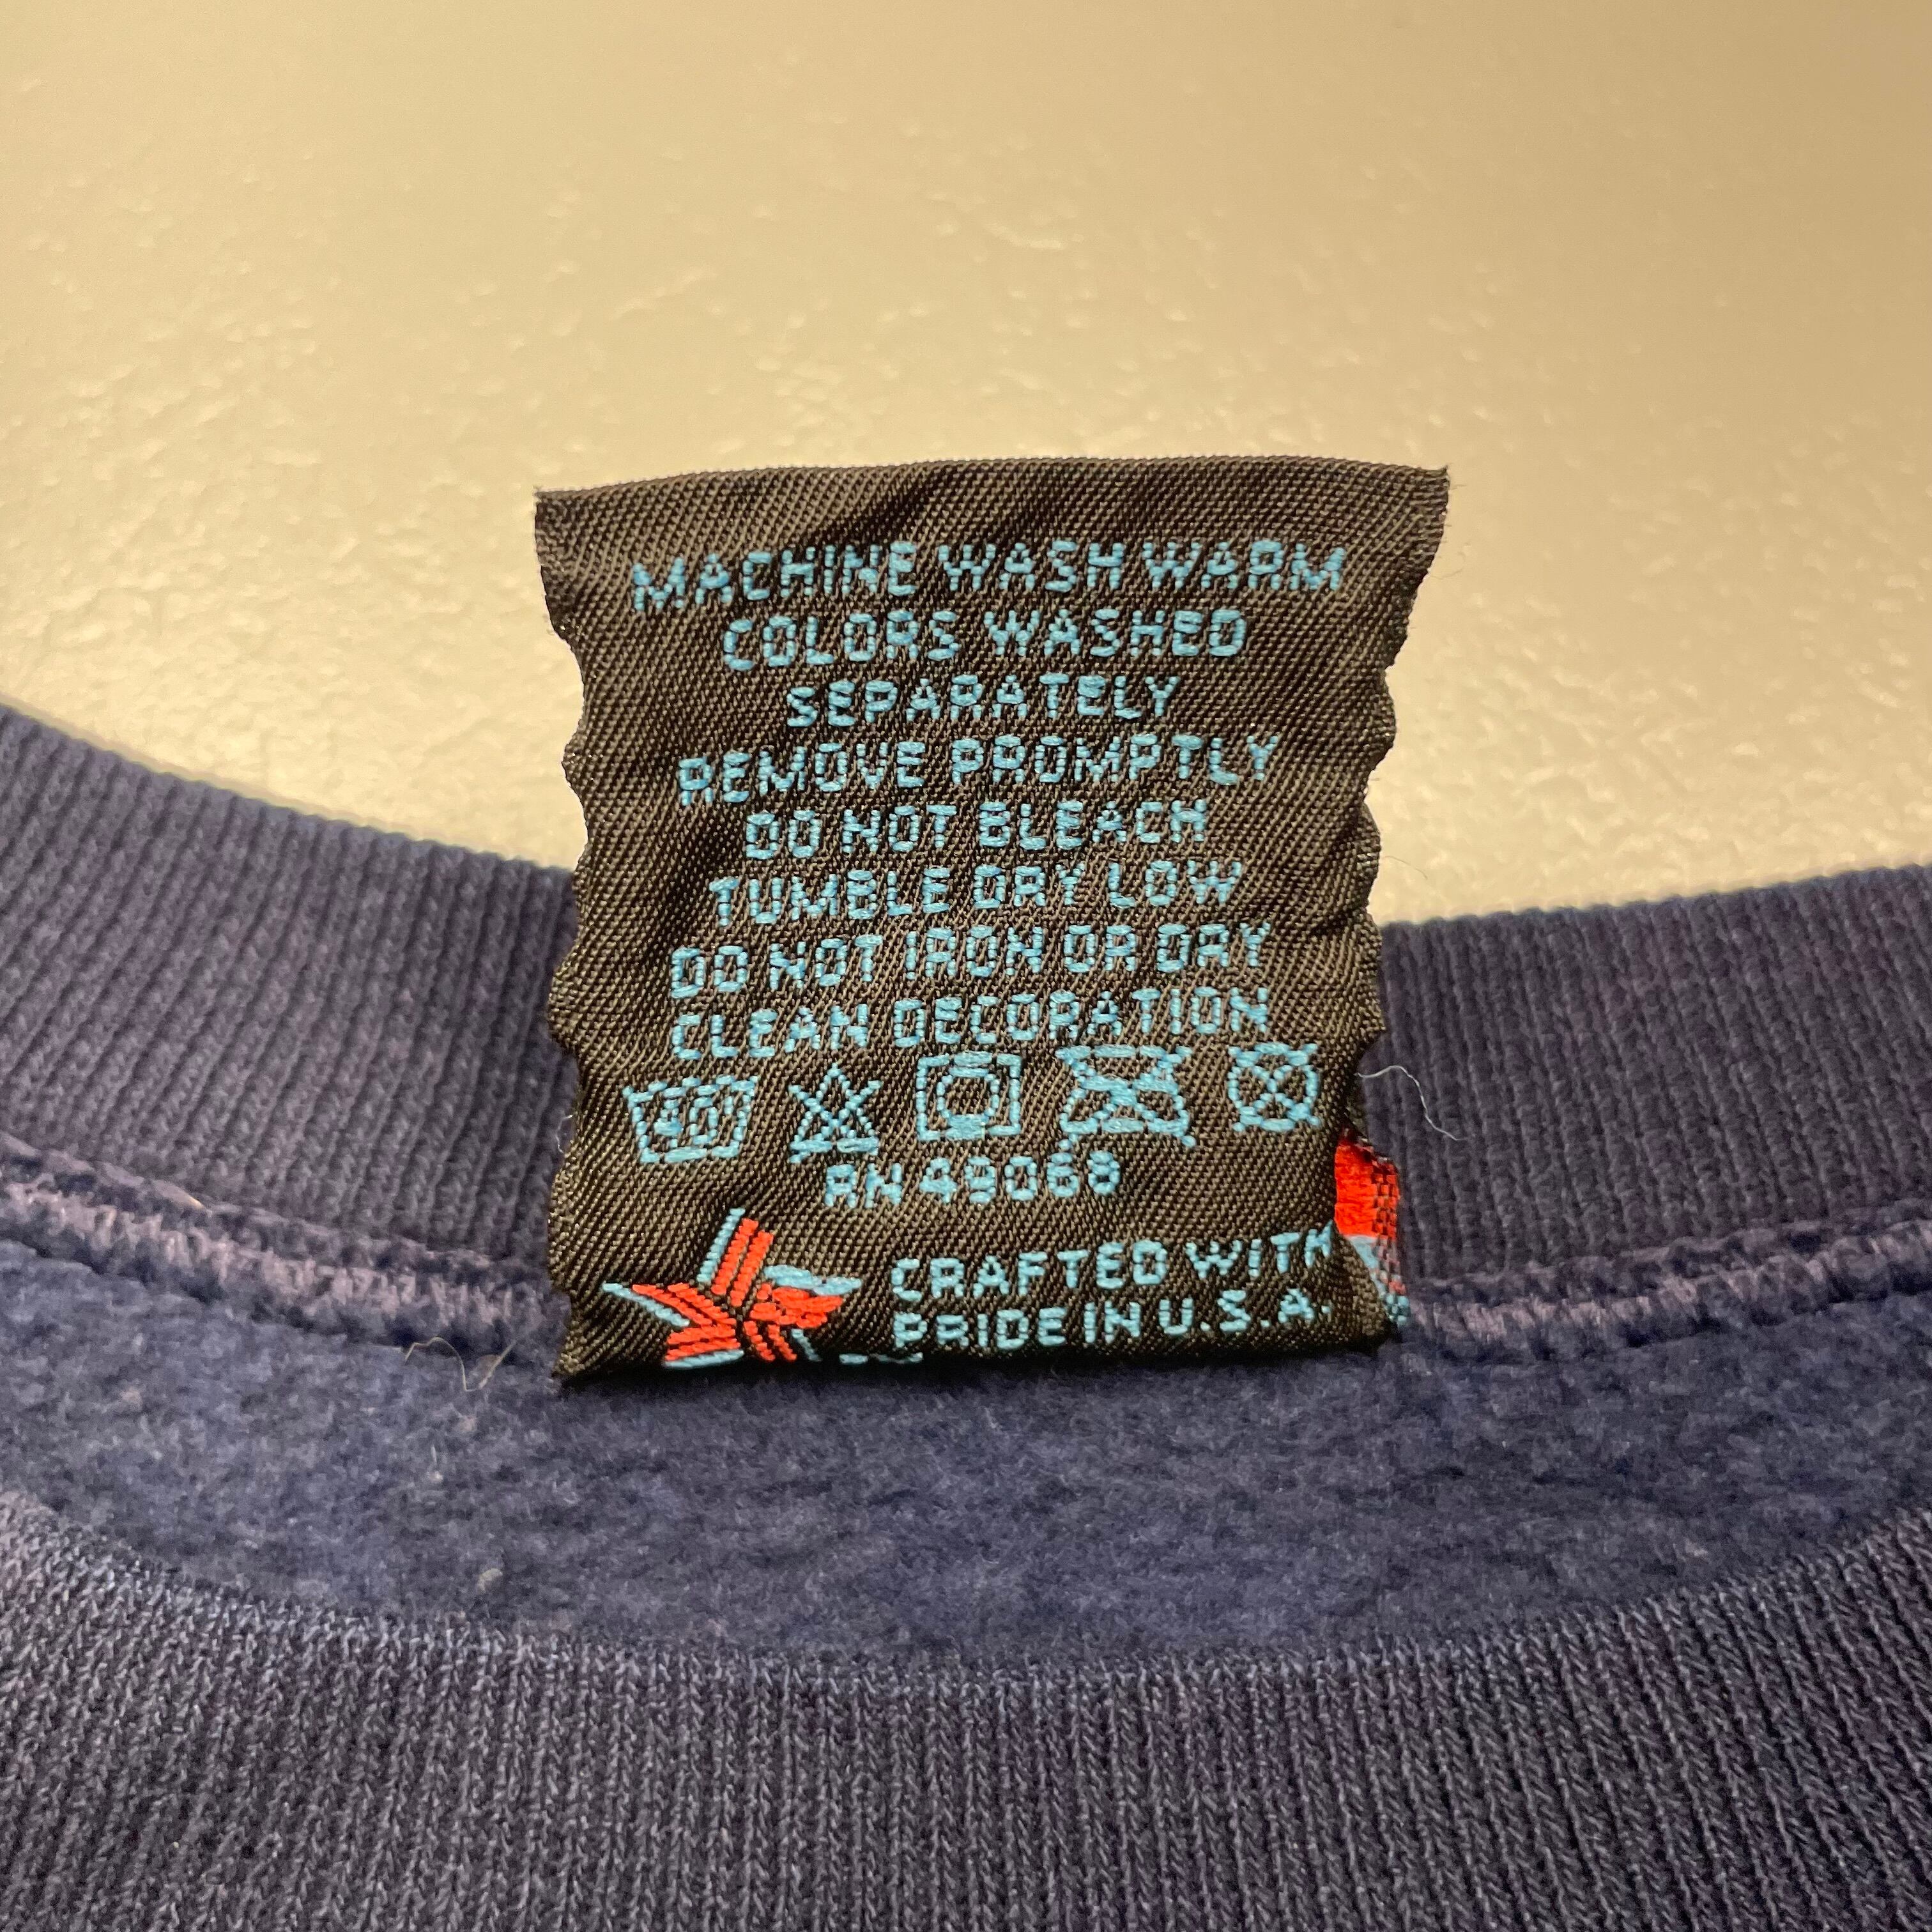 MACHINE WASH WARM
COLORS WASHED
SEPARATELY
REMOVE PROMPTLY
DO NOT BLEACH
TUMBLE DRY LOW
DO NOT IRON OR DRY
CLEAN DECORATION
40
RN 49068
CRAFTED WITH
PRIDE IN U.S.A.